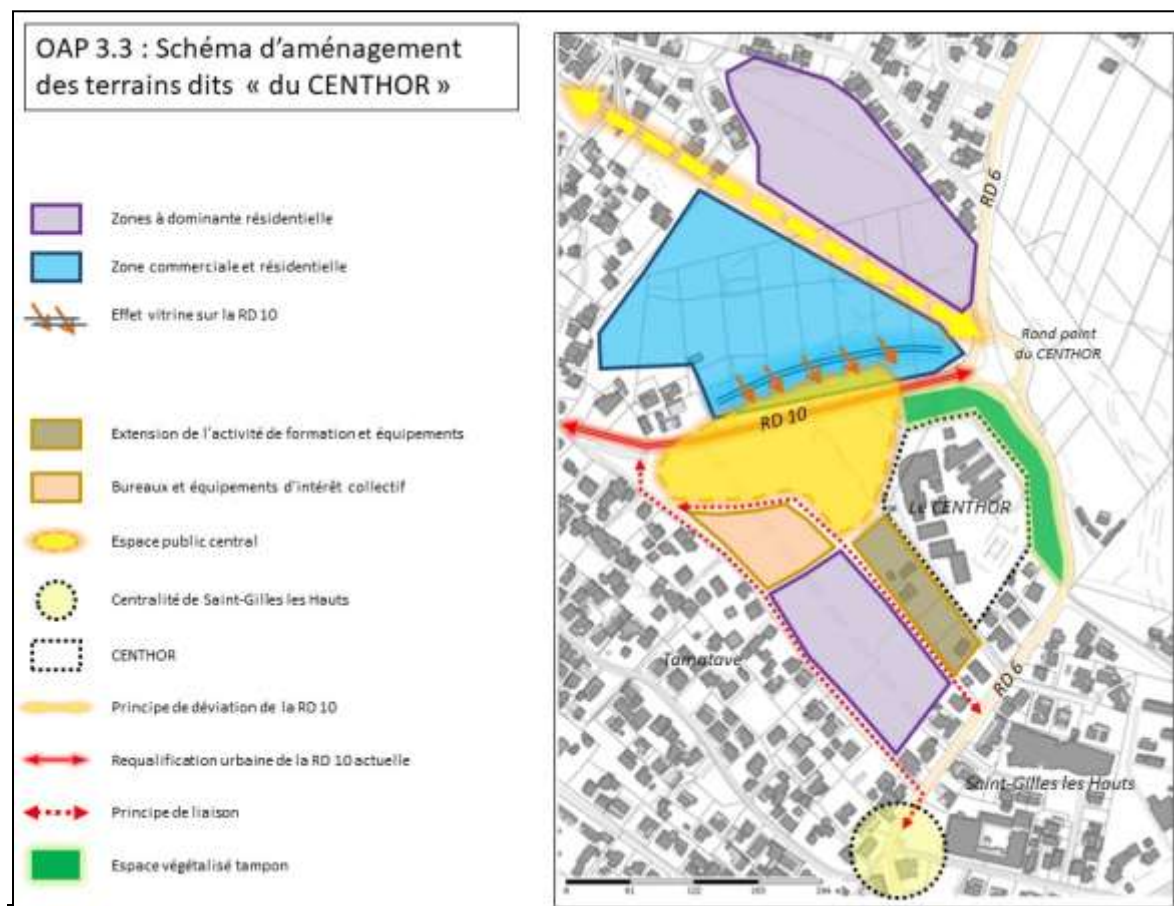 OAP 3.3 : Schéma d'aménagement
des terrains dits « du CENTHOR »
Zones à dominante résidentielle
Zone commerciale et résidentielle
Effet vitrine sur la RD 10
Extension de l'activité de formation et équipements
Bureaux et équipements d'intérêt collectif
Espace public central
Centralité de Saint-Gilles les Hauts
CENTHOR
Principe de déviation de la RD 10
Requalification urbaine de la RD 10 actuelle
Principe de liaison
Espace végétalisé tampon
RD 6
Rond point
du CENTHOR
RD 10
Le CENTHOR
Tamatave
RD 6
Saint-Gilles les Hauts
0